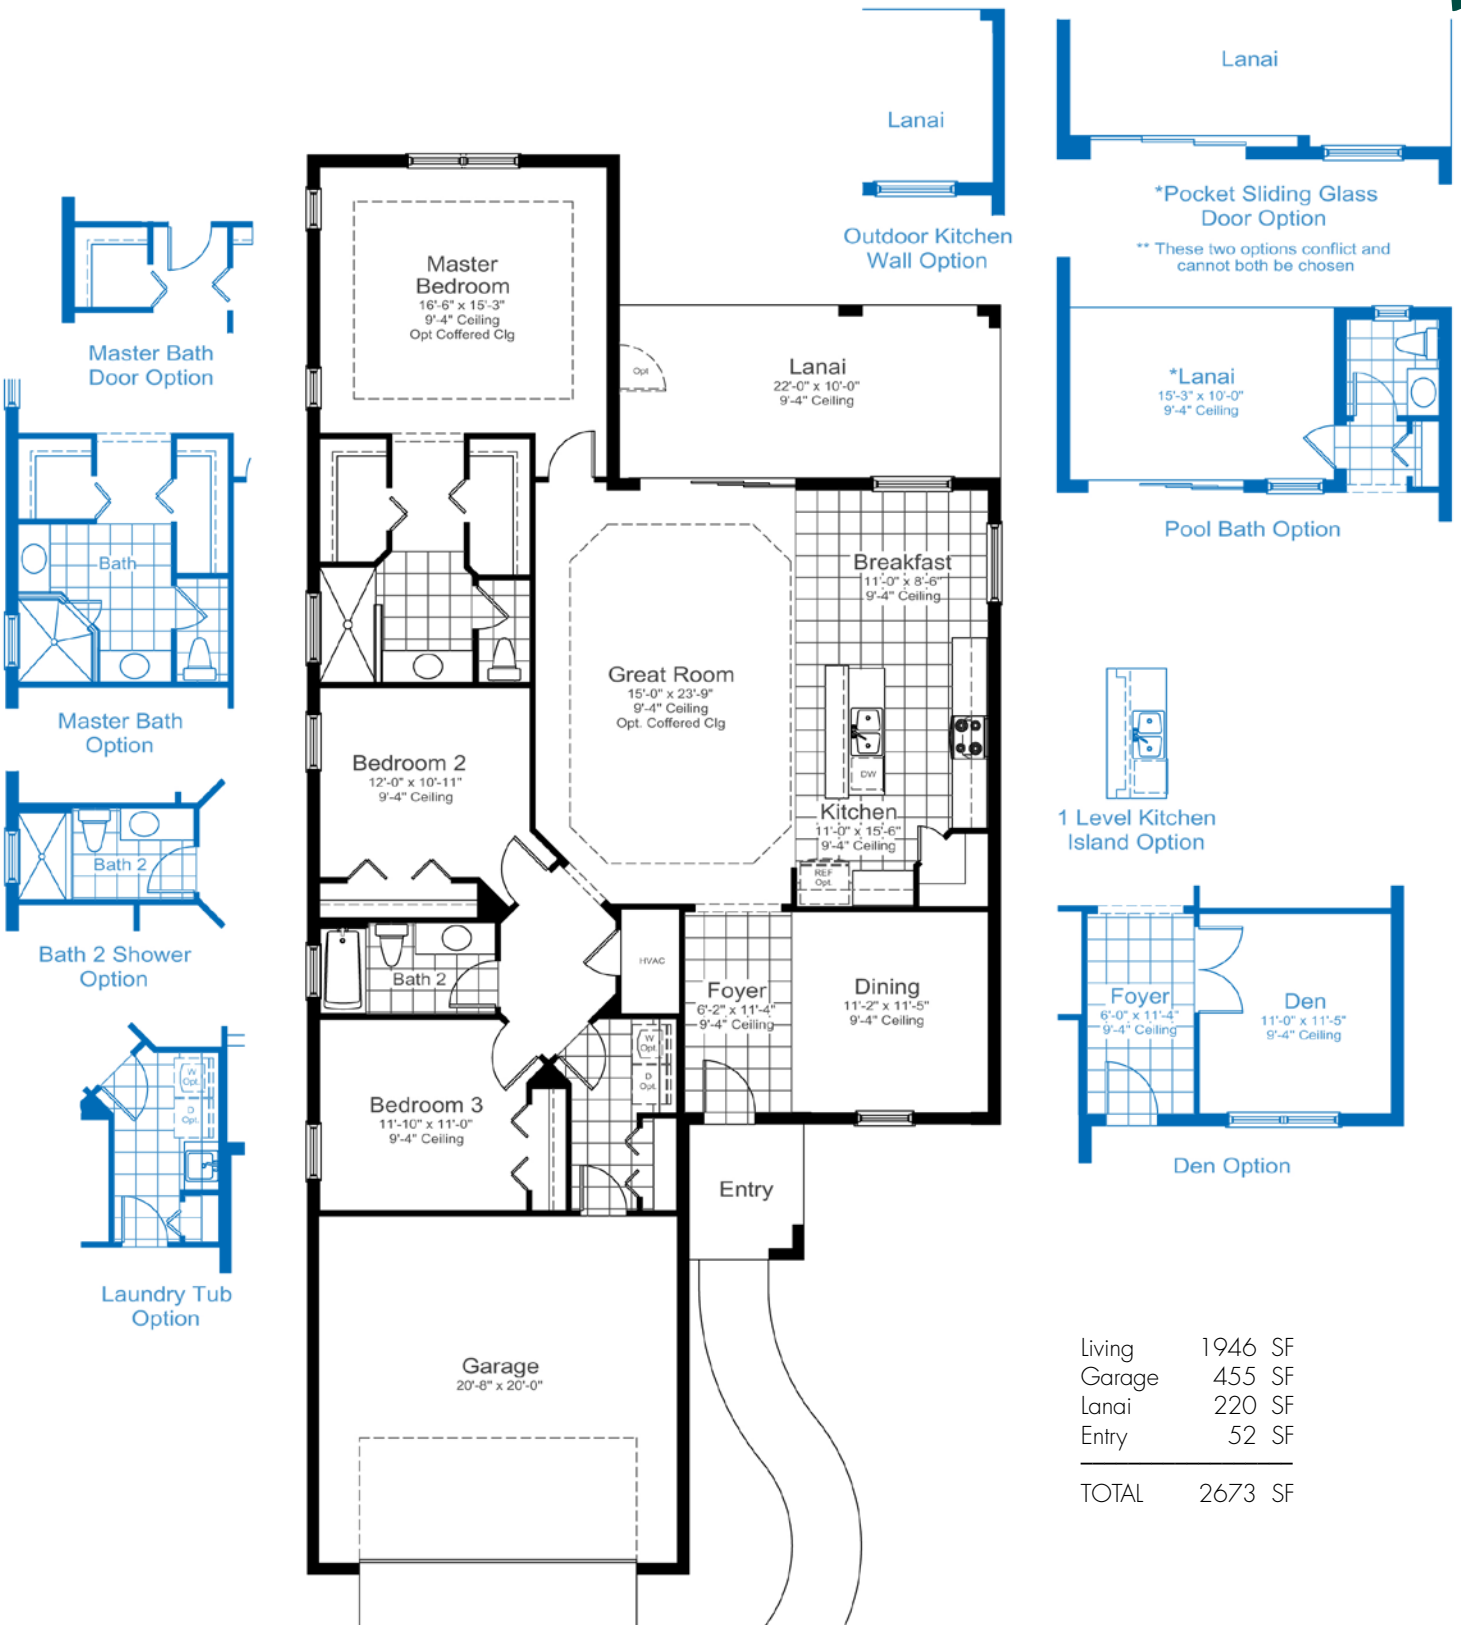 Lanai
Outdoor Kitchen
Wall Option
Lanai
*Pocket Sliding Glass
Door Option
** These two options conflict and
cannot both be chosen
*Lanai
15'-3" x 10'-0"
9'-4" Ceiling
Pool Bath Option
Master Bath
Door Option
Bath
Master Bath
Option
Bath 2
Bath 2 Shower
Option
W
Opt.
D
Opt.
Laundry Tub
Option
Master
Bedroom
16'-6" x 15'-3"
9'-4" Ceiling
Opt Coffered Clg
Opt
Lanai
22'-0" x 10'-0"
9'-4" Ceiling
Breakfast
11'-0" x 8'-6"
9'-4" Ceiling
Great Room
15'-0" x 23'-9"
9'-4" Ceiling
Opt. Coffered Clg
Bedroom 2
12'-0" x 10'-11"
9'-4" Ceiling
DW
Kitchen
11'-0" x 15'-6"
9'-4" Ceiling
REF
Opt.
Bath 2
HVAC
Foyer
6'-2" x 11'-4"
9'-4" Ceiling
Dining
11'-2" x 11'-5"
9'-4" Ceiling
W
Opt.
D
Opt.
Bedroom 3
11'-10" x 11'-0"
9'-4" Ceiling
Entry
Garage
20'-8" x 20'-0"
1 Level Kitchen
Island Option
Foyer
6'-0" x 11'-4"
9'-4" Ceiling
Den
11'-0" x 11'-5"
9'-4" Ceiling
Den Option
Living 1946 SF
Garage 455 SF
Lanai 220 SF
Entry 52 SF
TOTAL 2673 SF